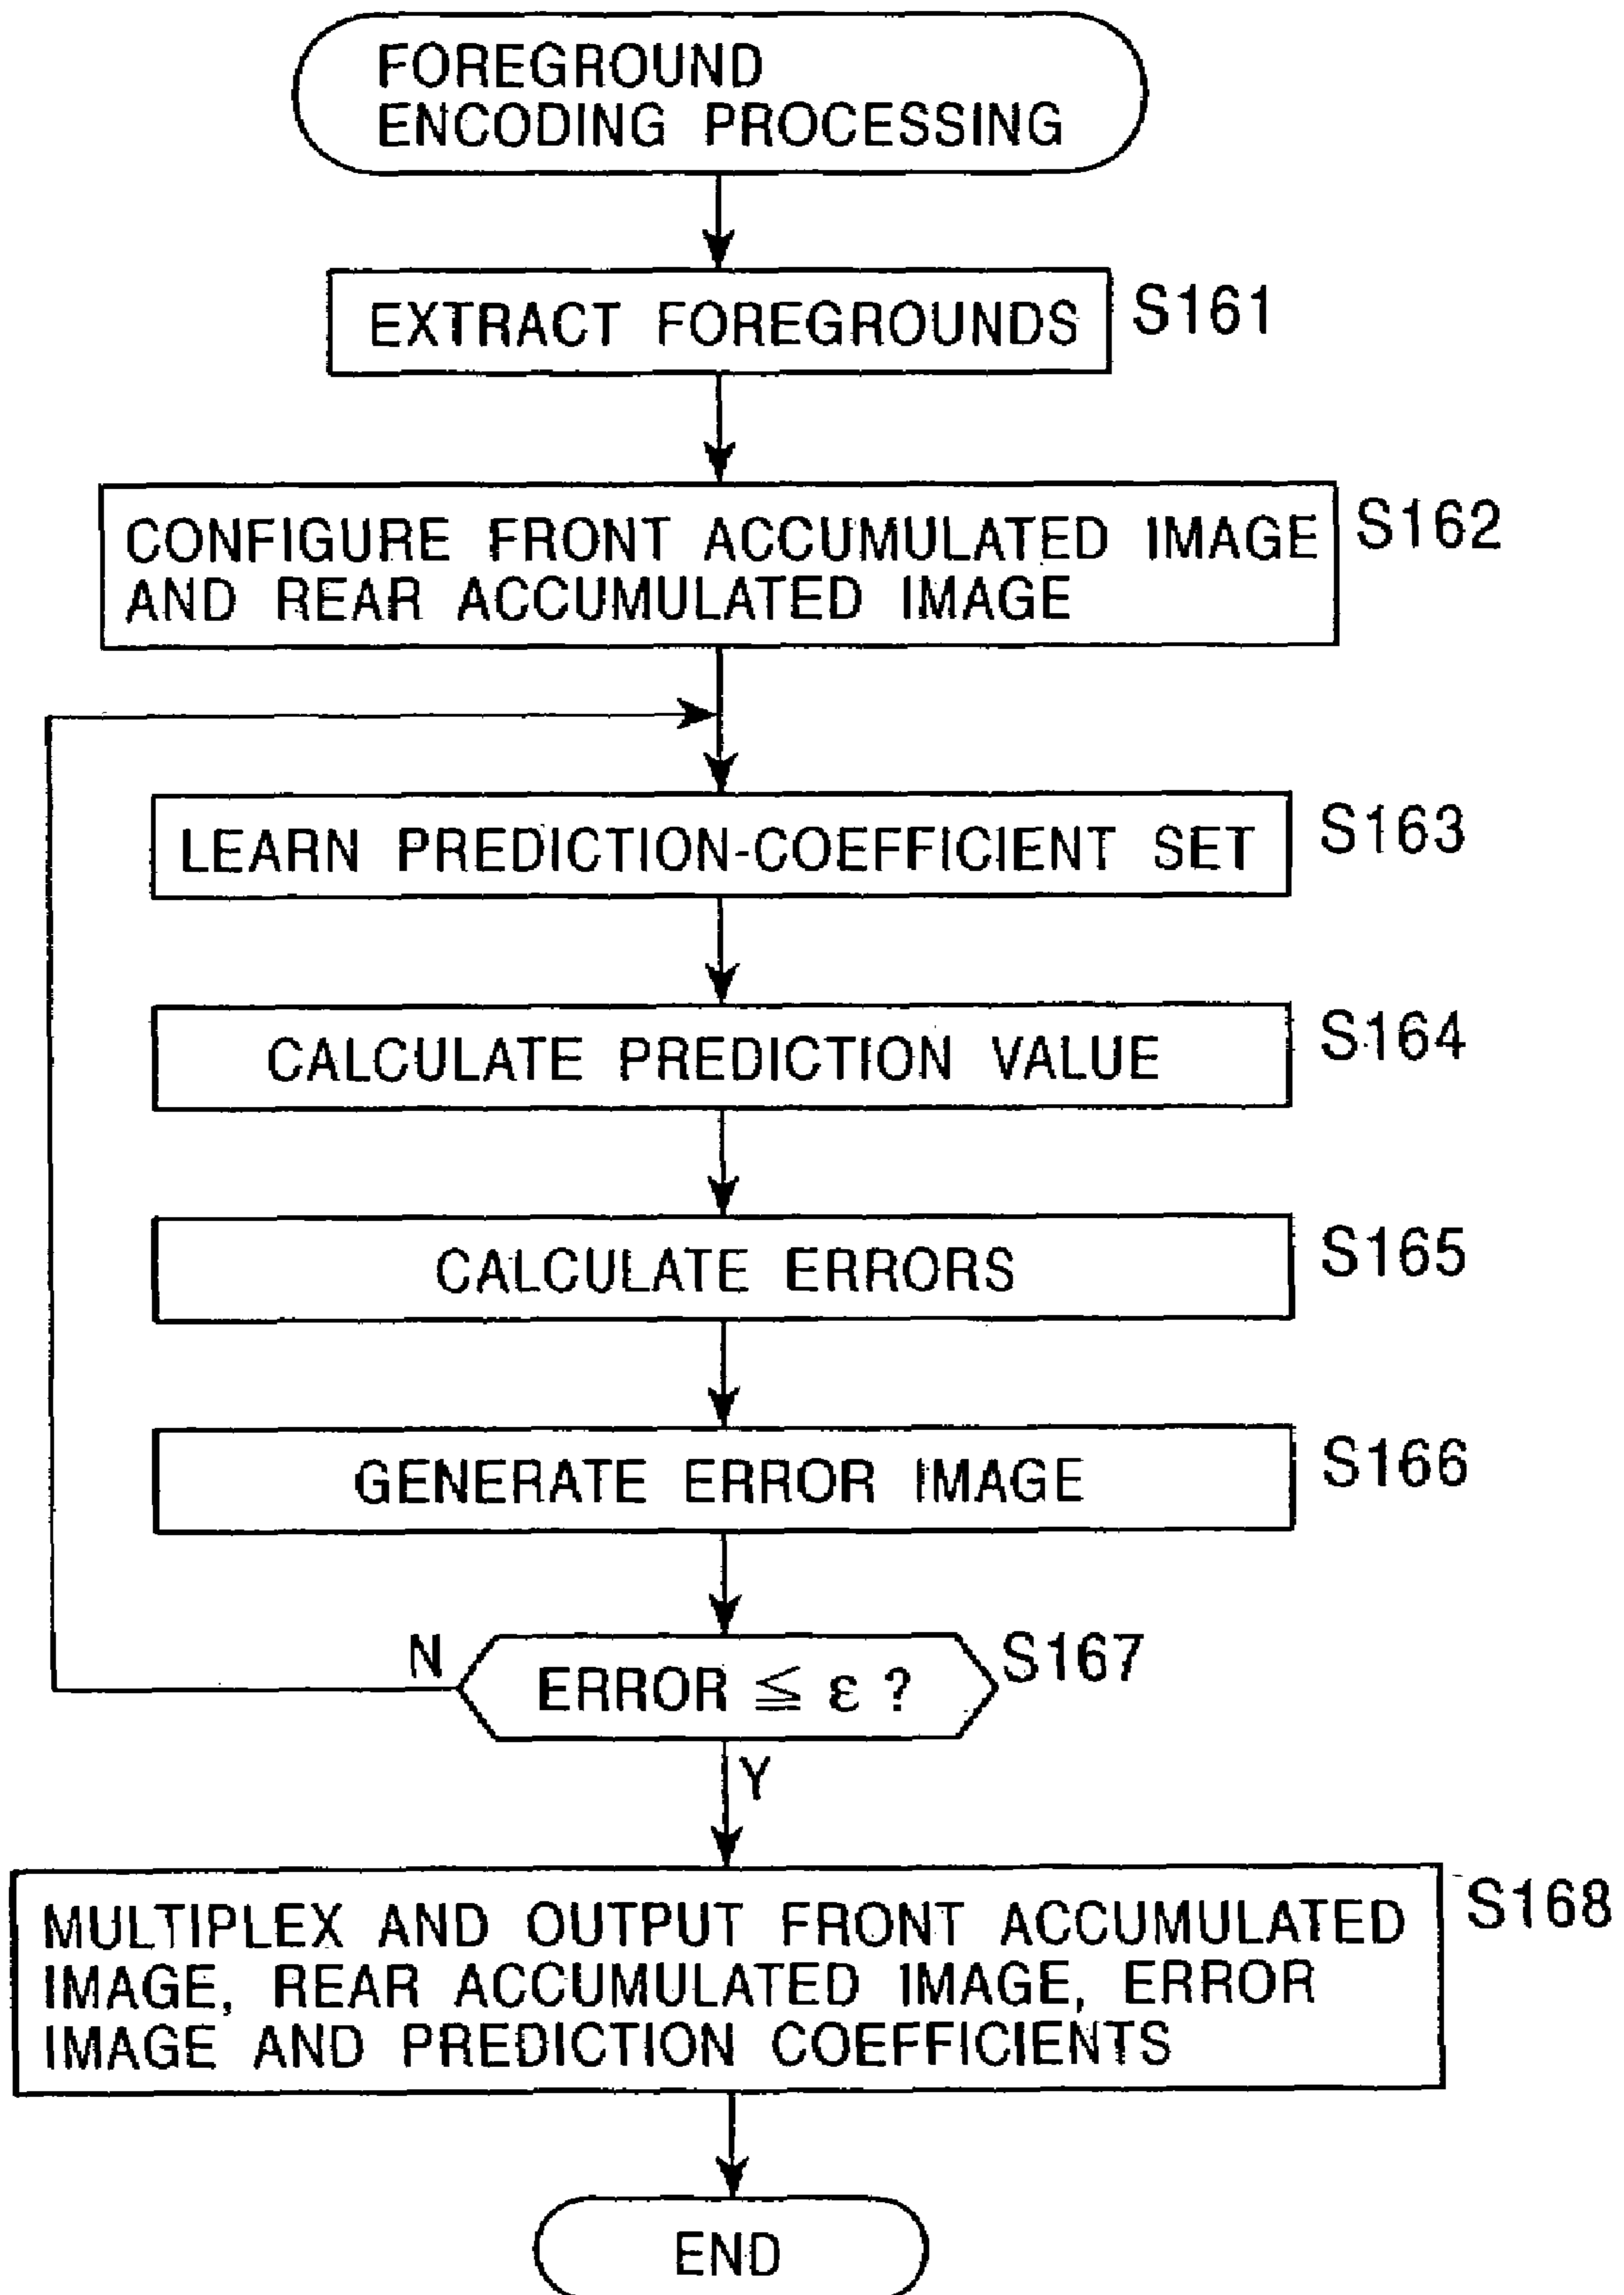 FOREGROUND
ENCODING PROCESSING
EXTRACT FOREGROUNDS
S161
CONFIGURE FRONT ACCUMULATED IMAGE
AND REAR ACCUMULATED IMAGE
S162
LEARN PREDICTION-COEFFICIENT SET
S163
CALCULATE PREDICTION VALUE
S164
CALCULATE ERRORS
S165
GENERATE ERROR IMAGE
S166
N
ERROR ≦ ε ?
S167
Y
MULTIPLEX AND OUTPUT FRONT ACCUMULATED
IMAGE, REAR ACCUMULATED IMAGE, ERROR
IMAGE AND PREDICTION COEFFICIENTS
S168
END